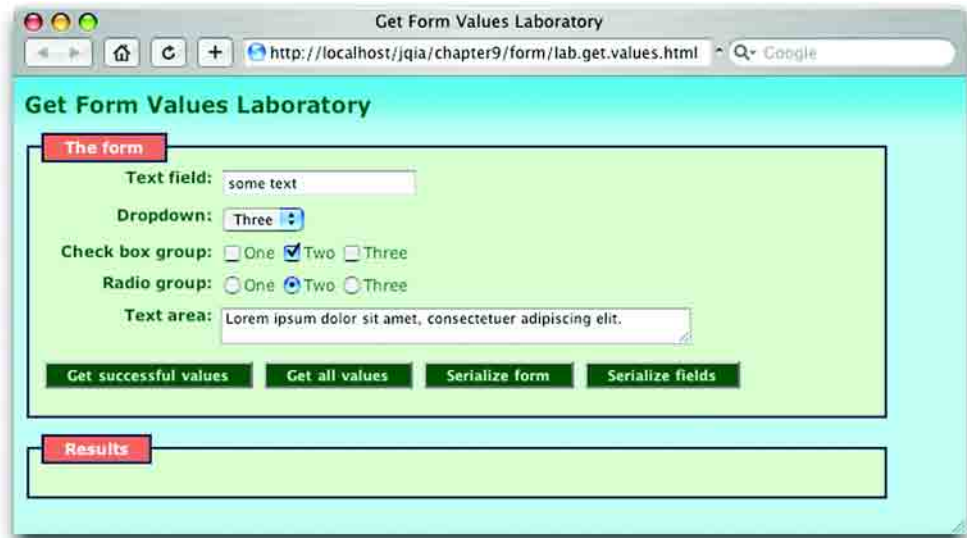 Get Form Values Laboratory
http://localhost/jqia/chapter9/form/lab.get.values.html Google
Get Form Values Laboratory
The form
Text field: some text
Dropdown: Three
Check box group: One Two Three
Radio group: One Two Three
Text area: Lorem ipsum dolor sit amet, consectetuer adipiscing elit.
Get successful values Get all values Serialize form Serialize fields
Results